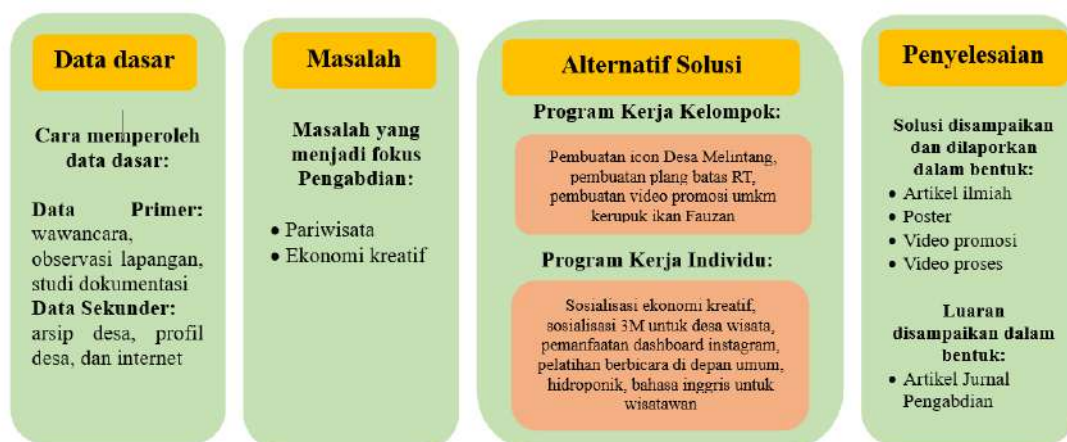 Data dasar
Cara memperoleh
data dasar:
Data Primer:
wawancara,
observasi lapangan,
studi dokumentasi
Data Sekunder:
arsip desa, profil
desa, dan internet
Masalah
Masalah yang
menjadi fokus
Pengabdian:
• Pariwisata
• Ekonomi kreatif
Alternatif Solusi
Program Kerja Kelompok:
Pembuatan icon Desa Melintang,
pembuatan plang batas RT,
pembuatan video promosi umkm
kerupuk ikan Fauzan
Program Kerja Individu:
Sosialisasi ekonomi kreatif,
sosialisasi 3M untuk desa wisata,
pemanfaatan dashboard instagram,
pelatihan berbicara di depan umum,
hidroponik, bahasa inggris untuk
wisatawan
Penyelesaian
Solusi disampaikan
dan dilaporkan
dalam bentuk:
• Artikel ilmiah
• Poster
• Video promosi
• Video proses
Luaran
disampaikan dalam
bentuk:
• Artikel Jurnal
Pengabdian